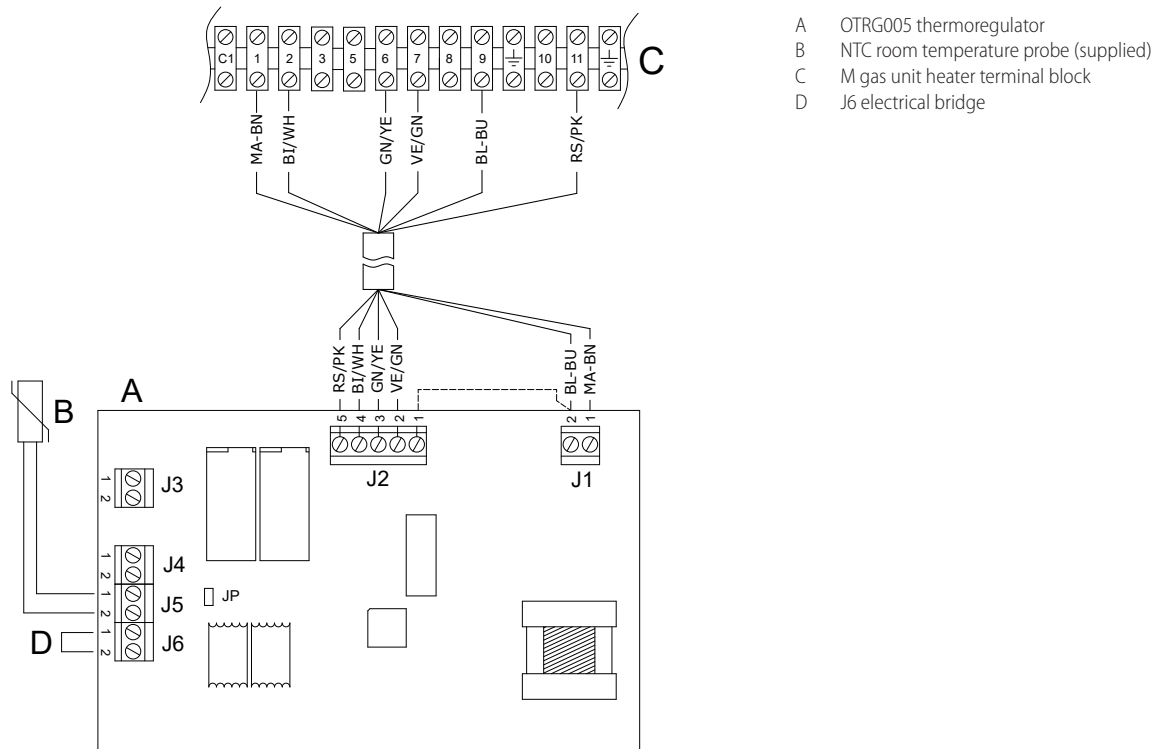 C1 1 2 3 5 6 7 8 9 10 11
C
MA-BN BI/WH GN/YE VE/GN BL-BU RS/PK
A OTRG005 thermoregulator
B NTC room temperature probe (supplied)
C M gas unit heater terminal block
D J6 electrical bridge
RS/PK BI/WH GN/YE VE/GN BL-BU MA-BN
5 4 3 2 1 2 1
J2 J1
A
B
1 2 J3
1 2 J4
1 2 J5
JP
D 1 2 J6